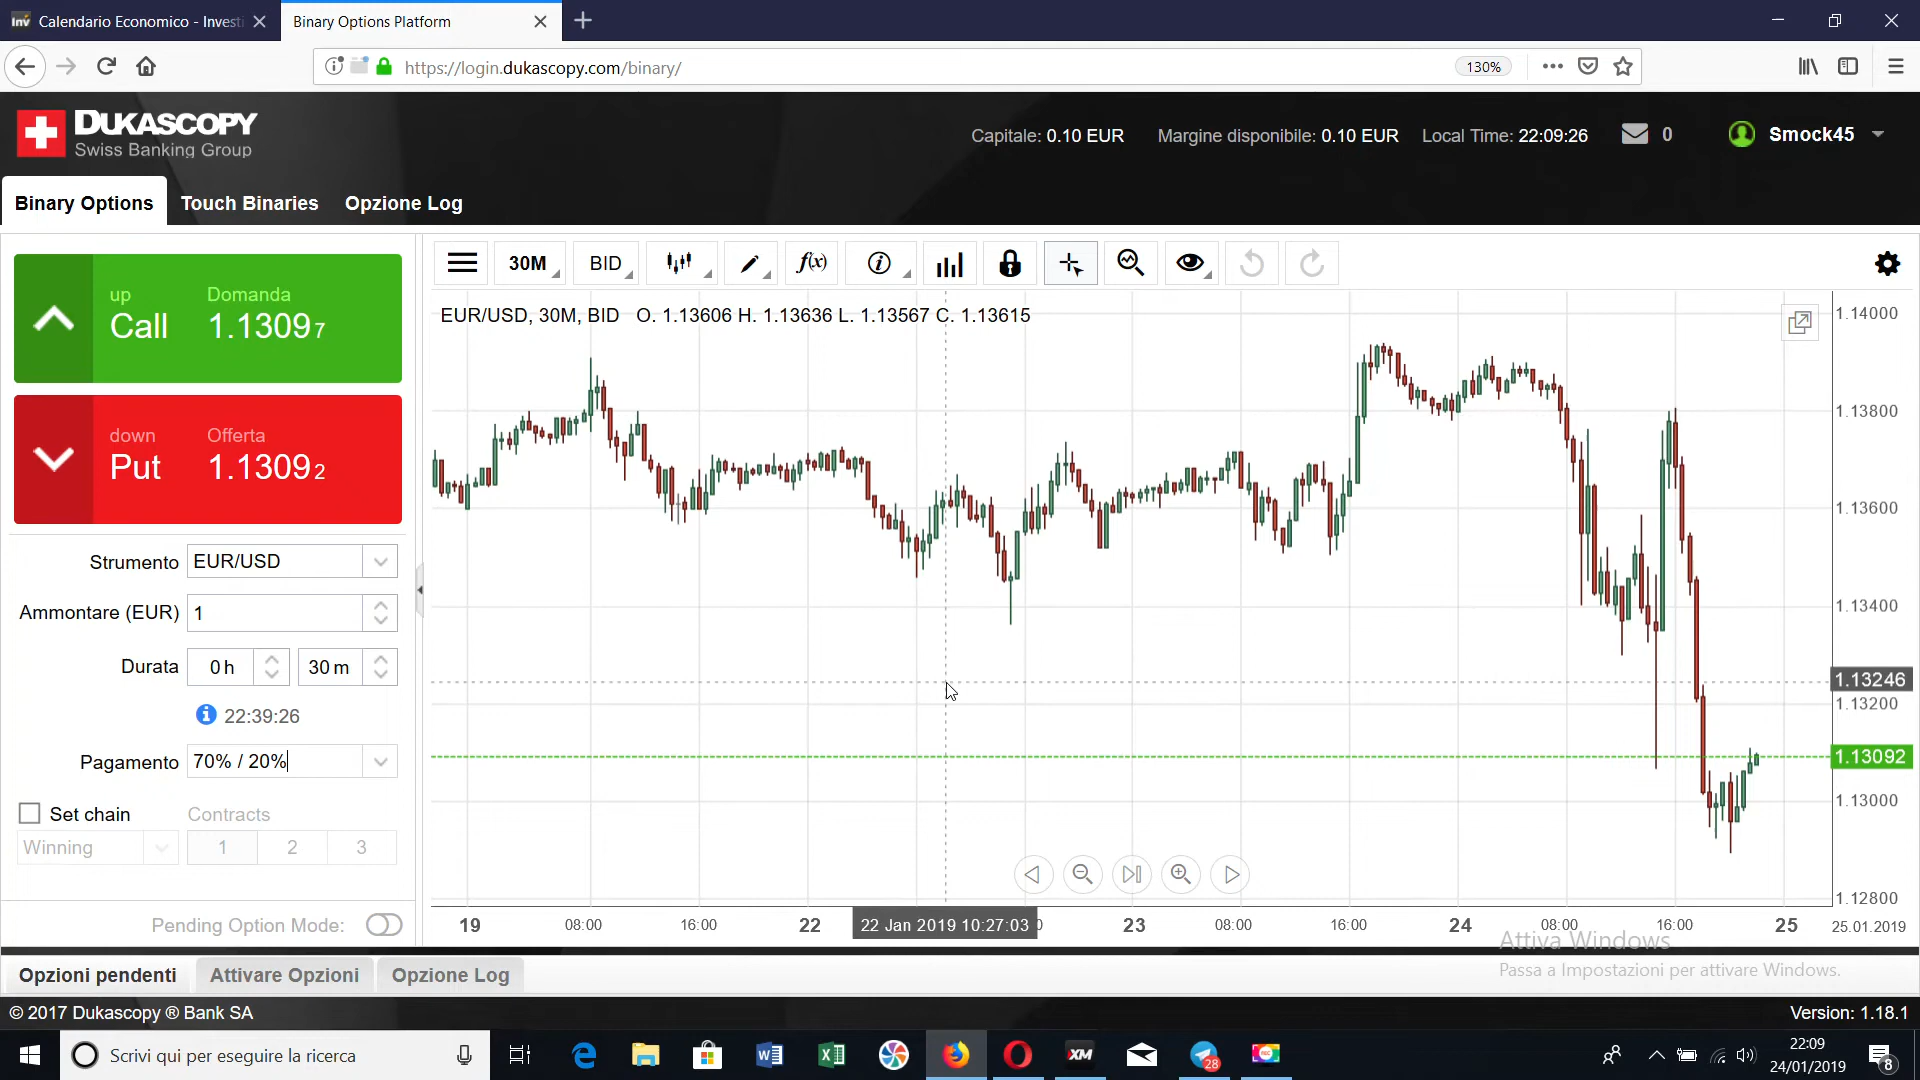 Calendario Economico - Investi
Binary Options Platform
https://login.dukascopy.com/binary/
130%
DUKASCOPY
Swiss Banking Group
Capitale: 0.10 EUR
Margine disponibile: 0.10 EUR
Local Time: 22:09:26
0
Smock45
Binary Options
Touch Binaries
Opzione Log
up
Domanda
Call
1.13097
down
Offerta
Put
1.13092
Strumento
EUR/USD
Ammontare (EUR)
1
Durata
0 h
30 m
22:39:26
Pagamento
70% / 20%
Set chain
Contracts
Winning
1
2
3
Pending Option Mode:
30M
BID
f(x)
EUR/USD, 30M, BID O. 1.13606 H. 1.13636 L. 1.13567 C. 1.13615
1.14000
1.13800
1.13600
1.13400
1.13246
1.13200
1.13092
1.13000
1.12800
19
08:00
16:00
22
22 Jan 2019 10:27:03
23
08:00
16:00
24
08:00
16:00
25
25.01.2019
Attiva Windows
Passa a Impostazioni per attivare Windows.
Opzioni pendenti
Attivare Opzioni
Opzione Log
© 2017 Dukascopy ® Bank SA
Version: 1.18.1
Scrivi qui per eseguire la ricerca
XM
28
REC
22:09
24/01/2019
8